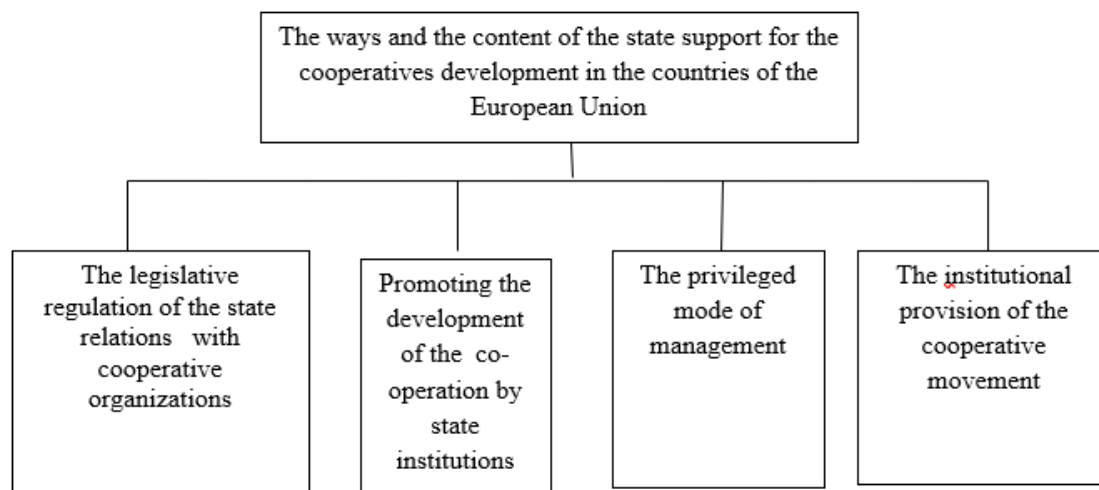 The ways and the content of the state support for the
cooperatives development in the countries of the
European Union
The legislative
regulation of the state
relations with
cooperative
organizations
Promoting the
development
of the co-
operation by
state
institutions
The privileged
mode of
management
The institutional
provision of the
cooperative
movement